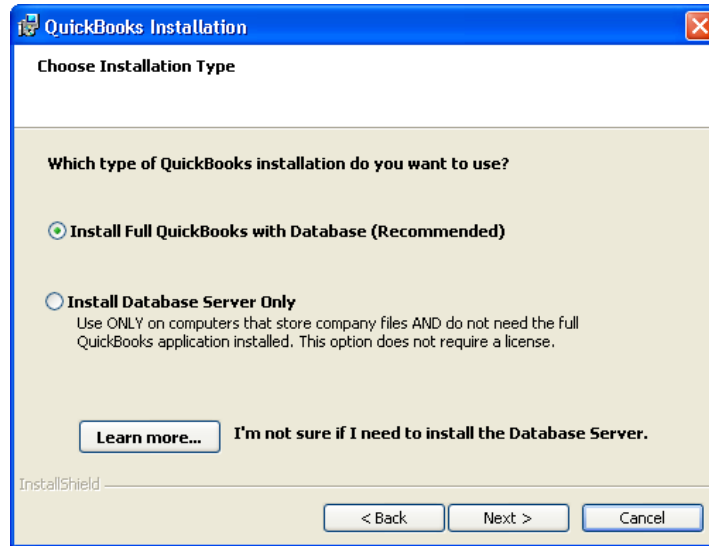 QuickBooks Installation
Choose Installation Type
Which type of QuickBooks installation do you want to use?
Install Full QuickBooks with Database (Recommended)
Install Database Server Only
Use ONLY on computers that store company files AND do not need the full
QuickBooks application installed. This option does not require a license.
Learn more... I'm not sure if I need to install the Database Server.
InstallShield
< Back Next > Cancel